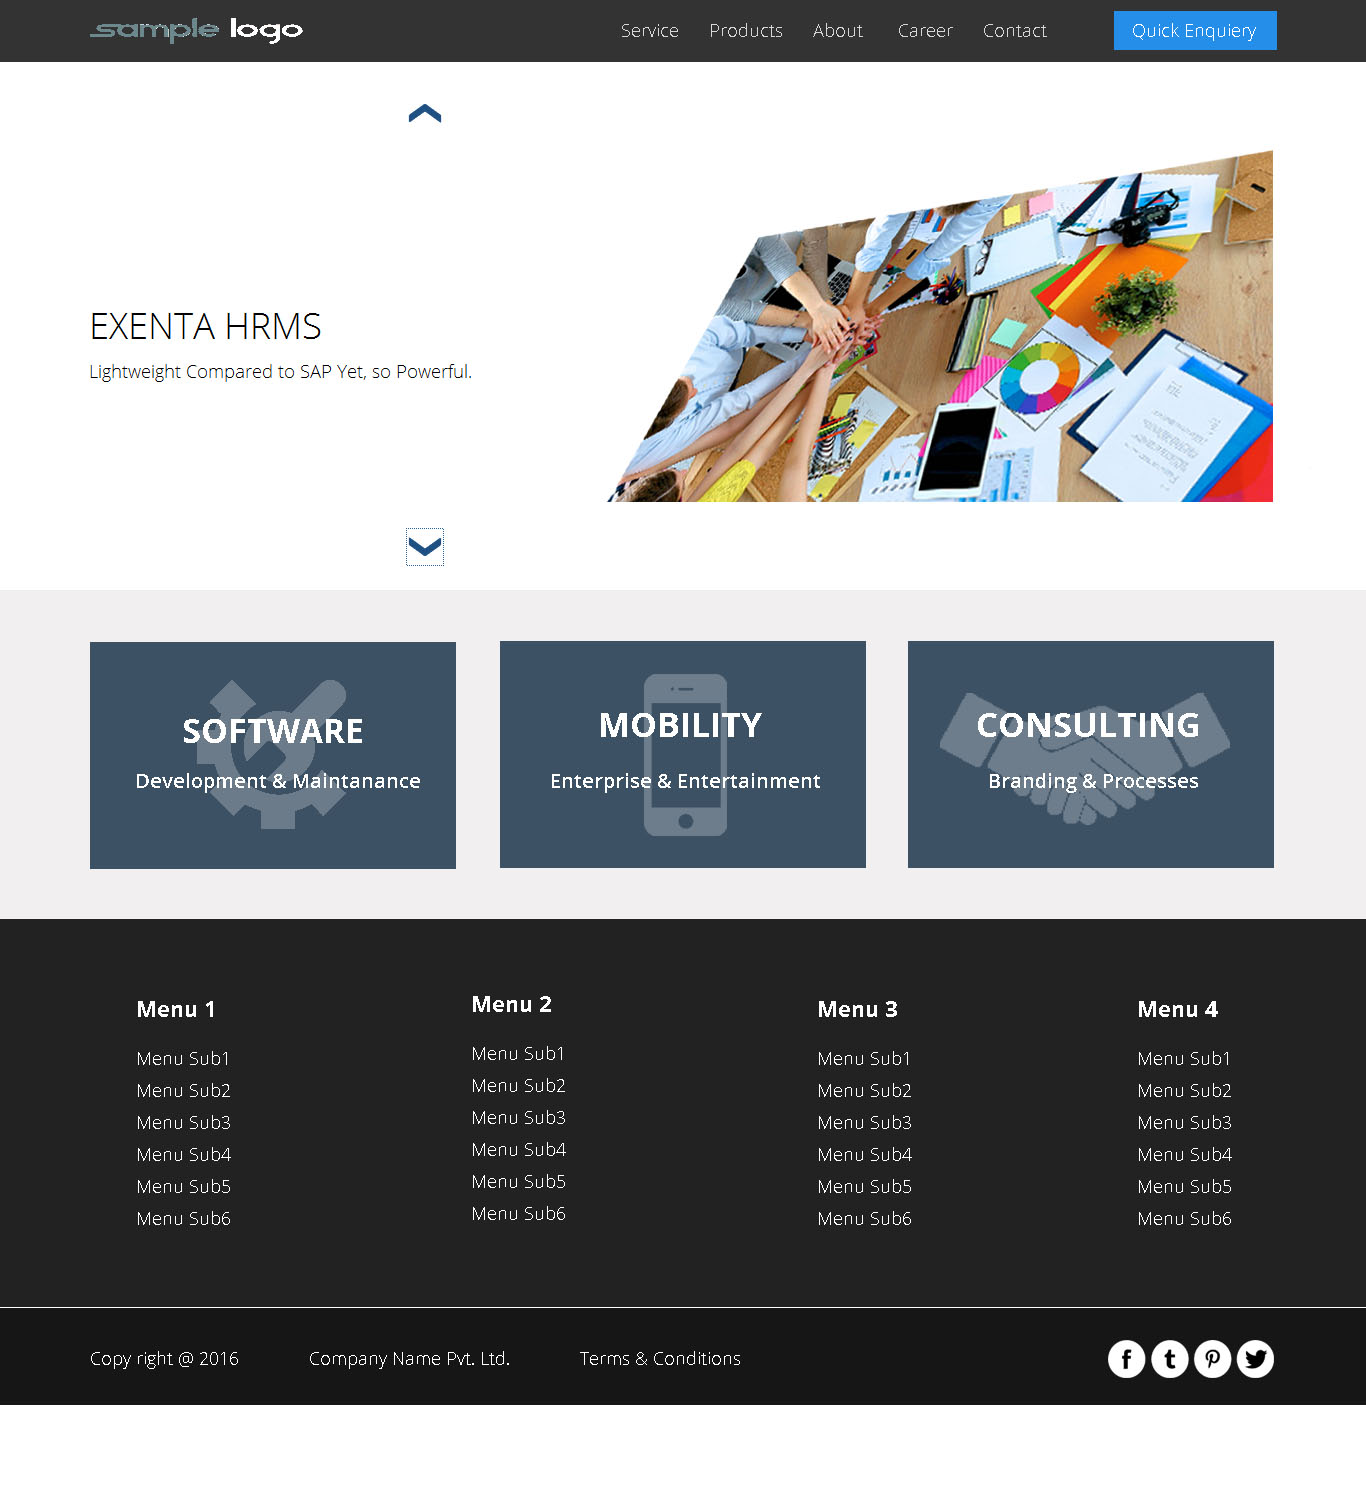 sample logo
Service Products About Career Contact Quick Enquiery
EXENTA HRMS
Lightweight Compared to SAP Yet, so Powerful.
SOFTWARE
Development & Maintanance
MOBILITY
Enterprise & Entertainment
CONSULTING
Branding & Processes
Menu 1
Menu Sub1
Menu Sub2
Menu Sub3
Menu Sub4
Menu Sub5
Menu Sub6
Menu 2
Menu Sub1
Menu Sub2
Menu Sub3
Menu Sub4
Menu Sub5
Menu Sub6
Menu 3
Menu Sub1
Menu Sub2
Menu Sub3
Menu Sub4
Menu Sub5
Menu Sub6
Menu 4
Menu Sub1
Menu Sub2
Menu Sub3
Menu Sub4
Menu Sub5
Menu Sub6
Copy right @ 2016 Company Name Pvt. Ltd. Terms & Conditions